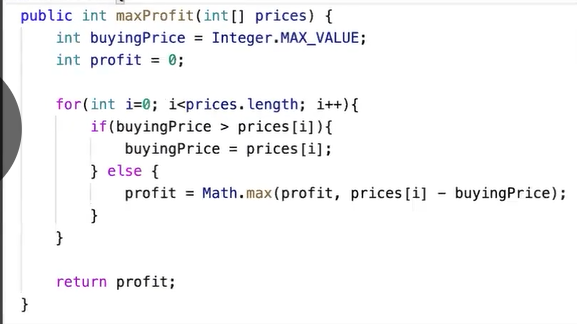 public int maxProfit(int[] prices) {
int buyingPrice = Integer.MAX_VALUE;
int profit = 0;
for(int i=0; i<prices.length; i++){
if(buyingPrice > prices[i]){
buyingPrice = prices[i];
} else {
profit = Math.max(profit, prices[i] - buyingPrice);
}
}
return profit;
}